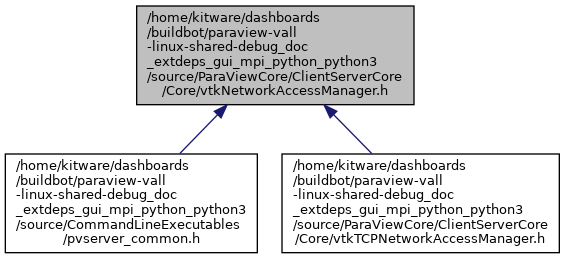 /home/kitware/dashboards
/buildbot/paraview-vall
-linux-shared-debug_doc
_extdeps_gui_mpi_python_python3
/source/ParaViewCore/ClientServerCore
/Core/vtkNetworkAccessManager.h
/home/kitware/dashboards
/buildbot/paraview-vall
-linux-shared-debug_doc
_extdeps_gui_mpi_python_python3
/source/CommandLineExecutables
/pvserver_common.h
/home/kitware/dashboards
/buildbot/paraview-vall
-linux-shared-debug_doc
_extdeps_gui_mpi_python_python3
/source/ParaViewCore/ClientServerCore
/Core/vtkTCPNetworkAccessManager.h